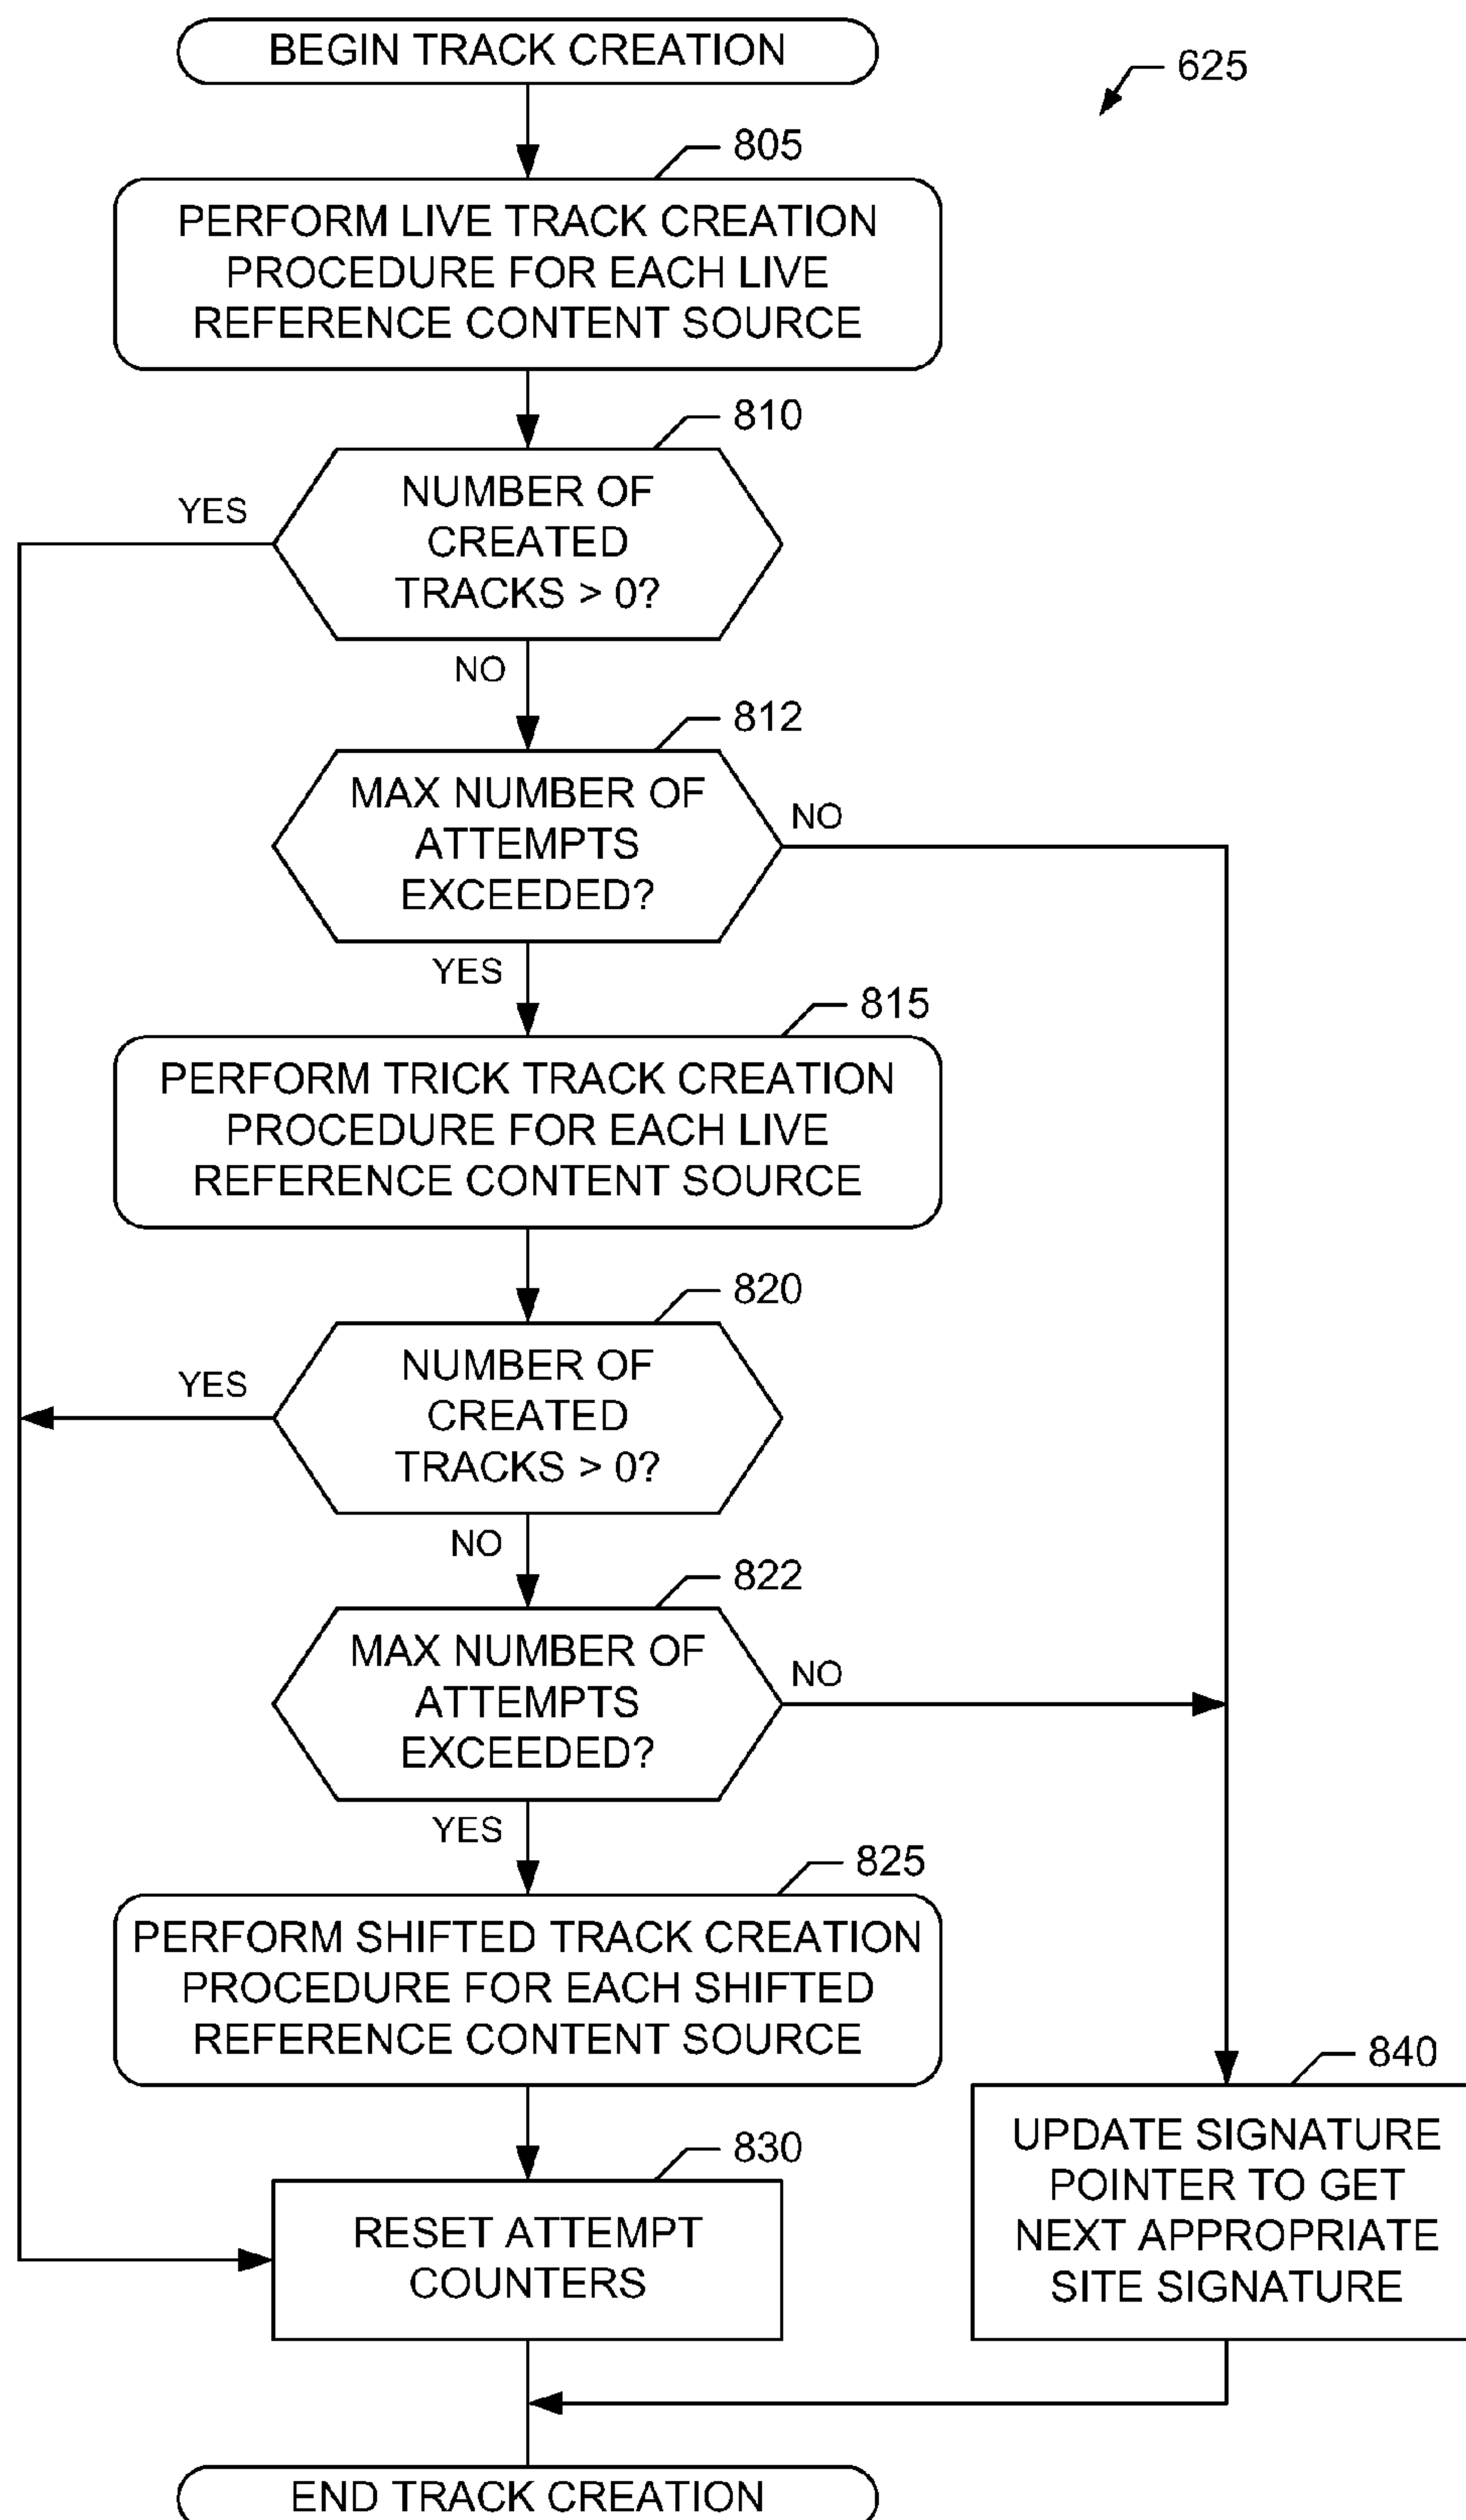 BEGIN TRACK CREATION
625
805
PERFORM LIVE TRACK CREATION
PROCEDURE FOR EACH LIVE
REFERENCE CONTENT SOURCE
810
NUMBER OF
CREATED
TRACKS > 0?
YES
NO
812
MAX NUMBER OF
ATTEMPTS
EXCEEDED?
NO
YES
815
PERFORM TRICK TRACK CREATION
PROCEDURE FOR EACH LIVE
REFERENCE CONTENT SOURCE
820
NUMBER OF
CREATED
TRACKS > 0?
YES
NO
822
MAX NUMBER OF
ATTEMPTS
EXCEEDED?
NO
YES
825
PERFORM SHIFTED TRACK CREATION
PROCEDURE FOR EACH SHIFTED
REFERENCE CONTENT SOURCE
830
RESET ATTEMPT
COUNTERS
840
UPDATE SIGNATURE
POINTER TO GET
NEXT APPROPRIATE
SITE SIGNATURE
END TRACK CREATION